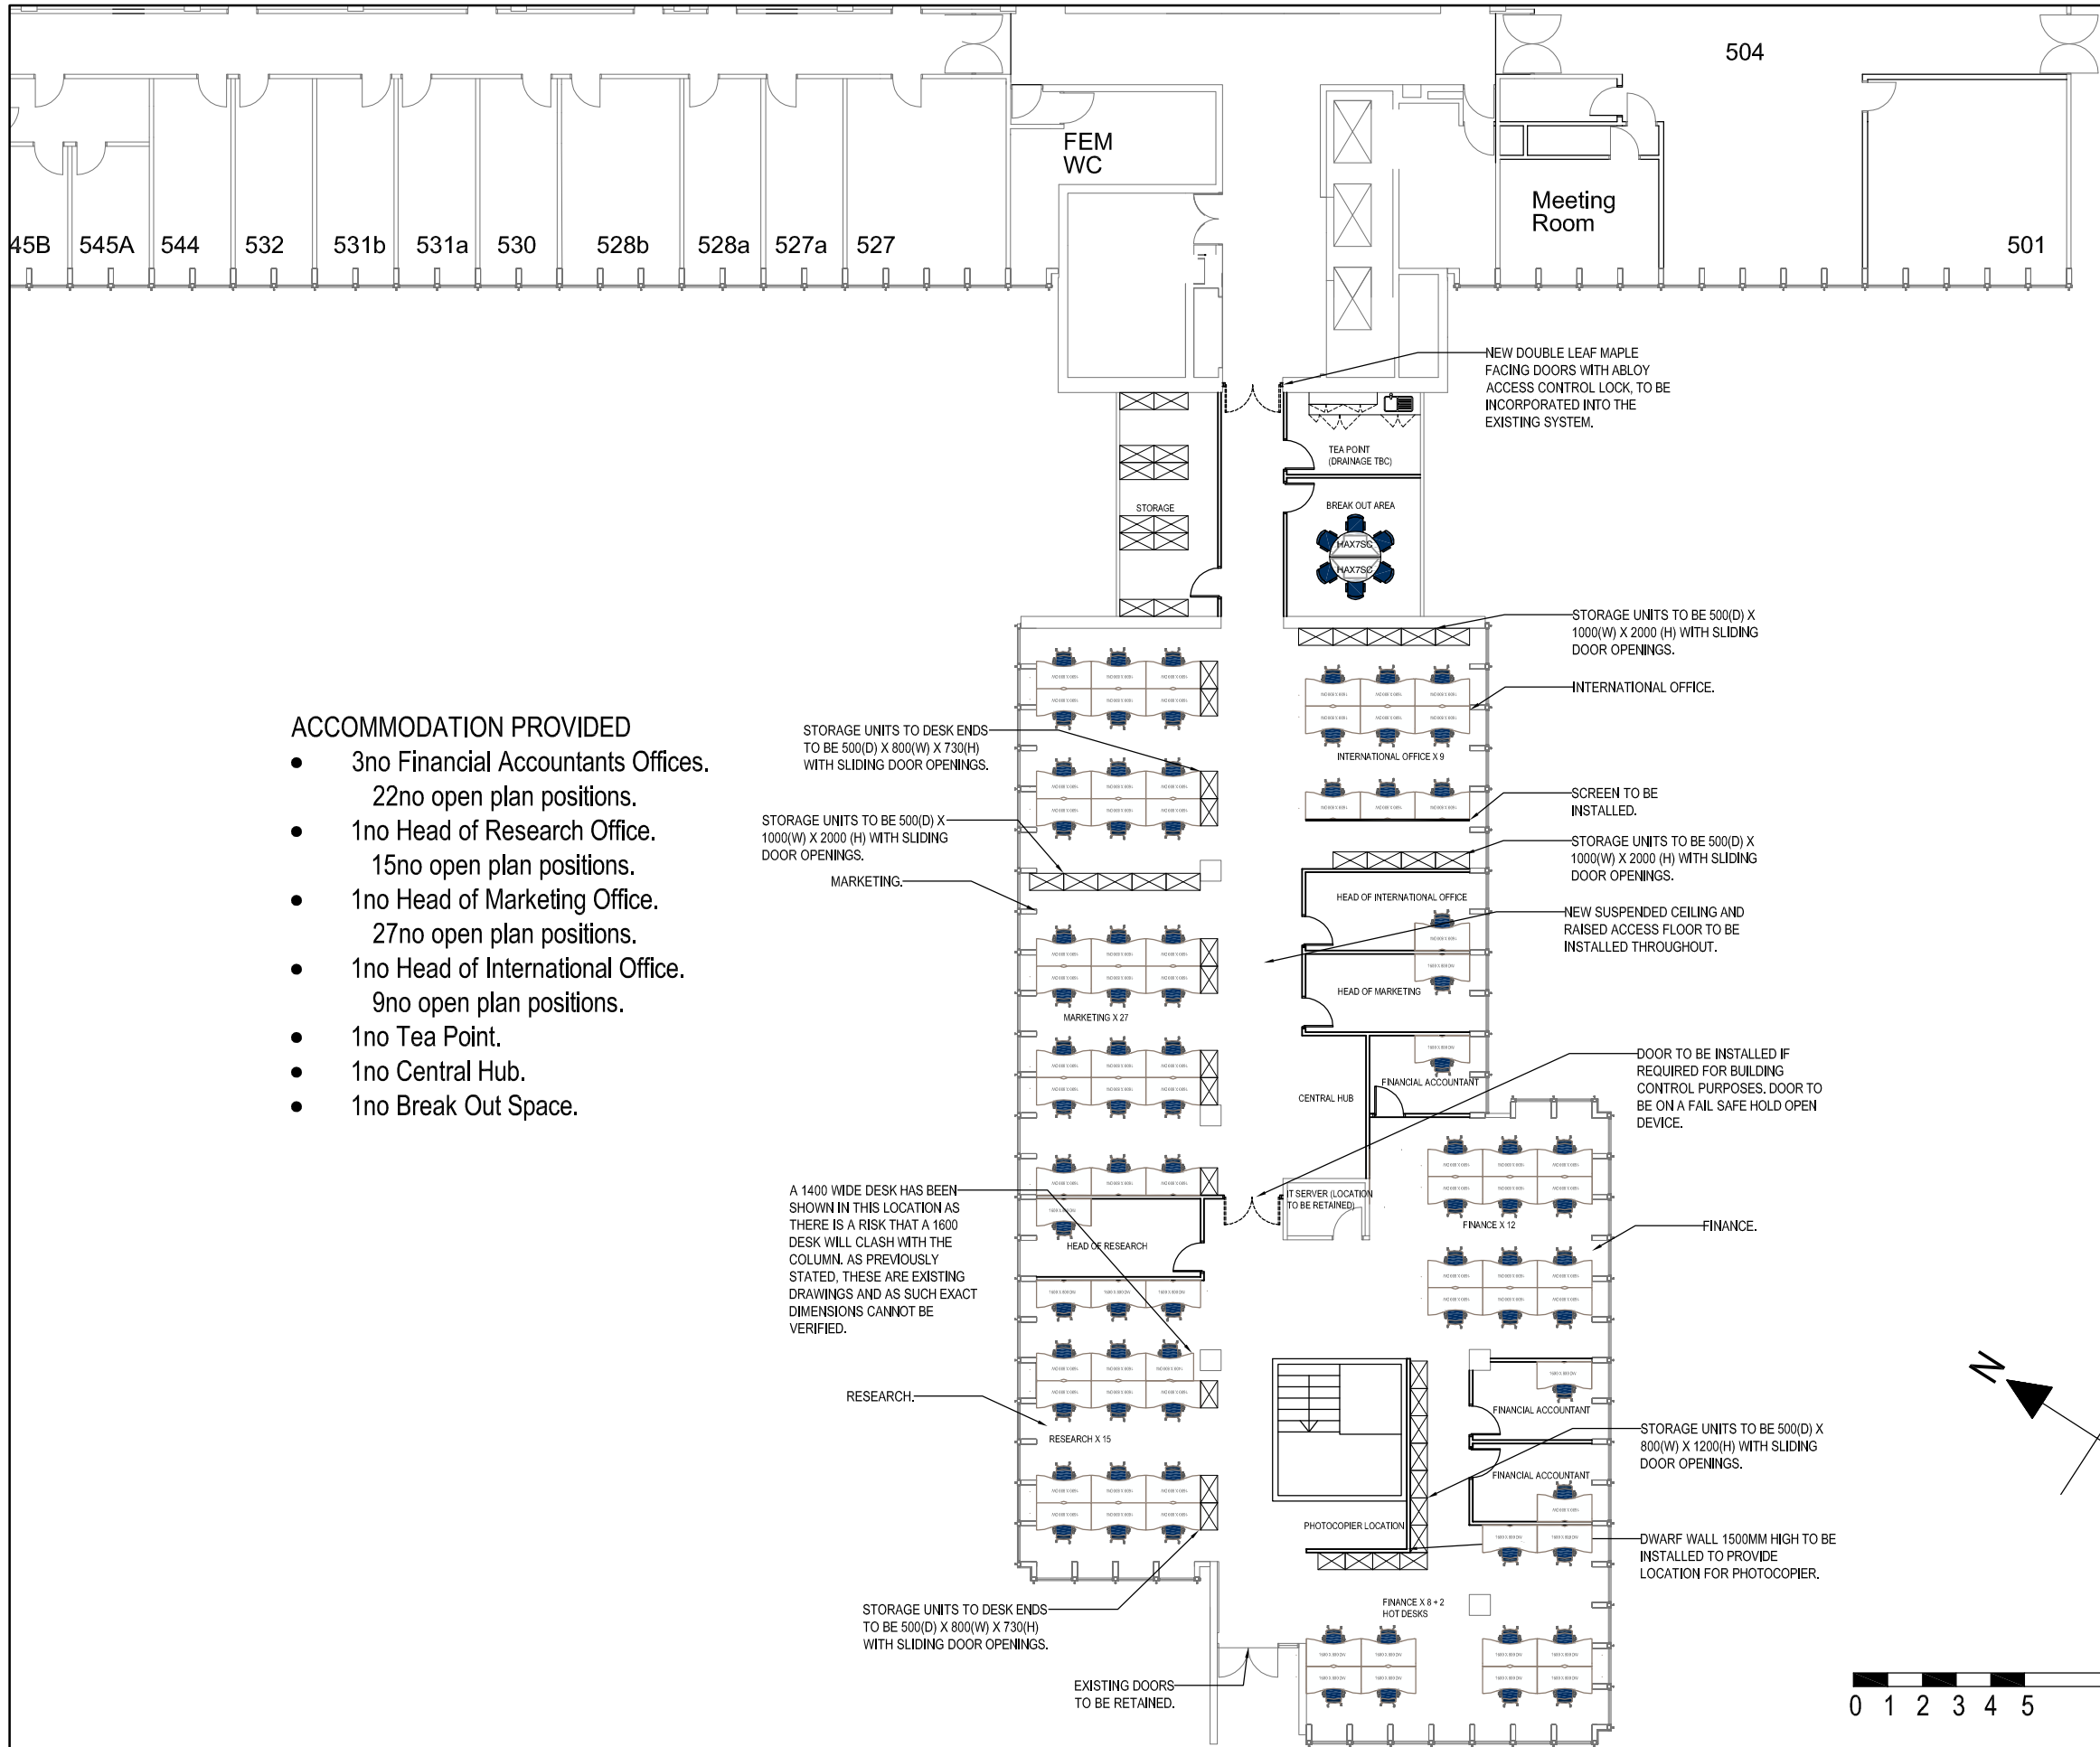 504
FEM
WC
Meeting
Room
45B
545A
544
532
531b
531a
530
528b
528a
527a
527
501
NEW DOUBLE LEAF MAPLE
FACING DOORS WITH ABLOY
ACCESS CONTROL LOCK, TO BE
INCORPORATED INTO THE
EXISTING SYSTEM.
TEA POINT
(DRAINAGE TBC)
STORAGE
BREAK OUT AREA
HAX7SC
HAX7SC
STORAGE UNITS TO BE 500(D) X
1000(W) X 2000 (H) WITH SLIDING
DOOR OPENINGS.
INTERNATIONAL OFFICE.
INTERNATIONAL OFFICE X 9
SCREEN TO BE
INSTALLED.
STORAGE UNITS TO BE 500(D) X
1000(W) X 2000 (H) WITH SLIDING
DOOR OPENINGS.
HEAD OF INTERNATIONAL OFFICE
NEW SUSPENDED CEILING AND
RAISED ACCESS FLOOR TO BE
INSTALLED THROUGHOUT.
HEAD OF MARKETING
ACCOMMODATION PROVIDED
• 3no Financial Accountants Offices.
22no open plan positions.
• 1no Head of Research Office.
15no open plan positions.
• 1no Head of Marketing Office.
27no open plan positions.
• 1no Head of International Office.
9no open plan positions.
• 1no Tea Point.
• 1no Central Hub.
• 1no Break Out Space.
STORAGE UNITS TO DESK ENDS
TO BE 500(D) X 800(W) X 730(H)
WITH SLIDING DOOR OPENINGS.
STORAGE UNITS TO BE 500(D) X
1000(W) X 2000 (H) WITH SLIDING
DOOR OPENINGS.
MARKETING.
MARKETING X 27
FINANCIAL ACCOUNTANT
CENTRAL HUB
DOOR TO BE INSTALLED IF
REQUIRED FOR BUILDING
CONTROL PURPOSES. DOOR TO
BE ON A FAIL SAFE HOLD OPEN
DEVICE.
A 1400 WIDE DESK HAS BEEN
SHOWN IN THIS LOCATION AS
THERE IS A RISK THAT A 1600
DESK WILL CLASH WITH THE
COLUMN. AS PREVIOUSLY
STATED, THESE ARE EXISTING
DRAWINGS AND AS SUCH EXACT
DIMENSIONS CANNOT BE
VERIFIED.
IT SERVER (LOCATION
TO BE RETAINED)
HEAD OF RESEARCH
FINANCE X 12
FINANCE.
RESEARCH.
RESEARCH X 15
FINANCIAL ACCOUNTANT
FINANCIAL ACCOUNTANT
STORAGE UNITS TO BE 500(D) X
800(W) X 1200(H) WITH SLIDING
DOOR OPENINGS.
PHOTOCOPIER LOCATION
DWARF WALL 1500MM HIGH TO BE
INSTALLED TO PROVIDE
LOCATION FOR PHOTOCOPIER.
FINANCE X 8 + 2
HOT DESKS
STORAGE UNITS TO DESK ENDS
TO BE 500(D) X 800(W) X 730(H)
WITH SLIDING DOOR OPENINGS.
EXISTING DOORS
TO BE RETAINED.
N
0 1 2 3 4 5